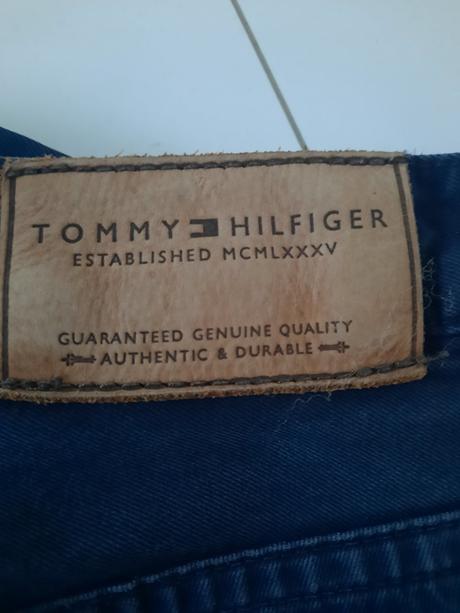 TOMMY HILFIGER
ESTABLISHED MCMLXXXV
GUARANTEED GENUINE QUALITY
AUTHENTIC & DURABLE